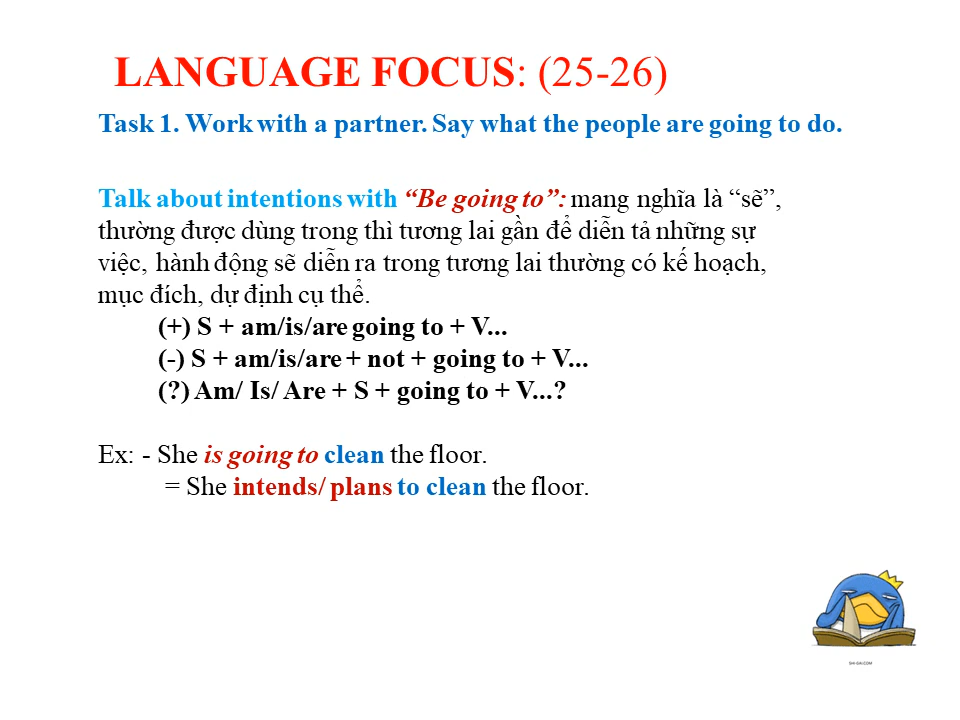 LANGUAGE FOCUS: (25-26)
Task 1. Work with a partner. Say what the people are going to do.
Talk about intentions with “Be going to”: mang nghĩa là “sẽ”,
thường được dùng trong thì tương lai gần để diễn tả những sự
việc, hành động sẽ diễn ra trong tương lai thường có kế hoạch,
mục đích, dự định cụ thể.
(+) S + am/is/are going to + V...
(-) S + am/is/are + not + going to + V...
(?) Am/ Is/ Are + S + going to + V...?
Ex: - She is going to clean the floor.
= She intends/ plans to clean the floor.